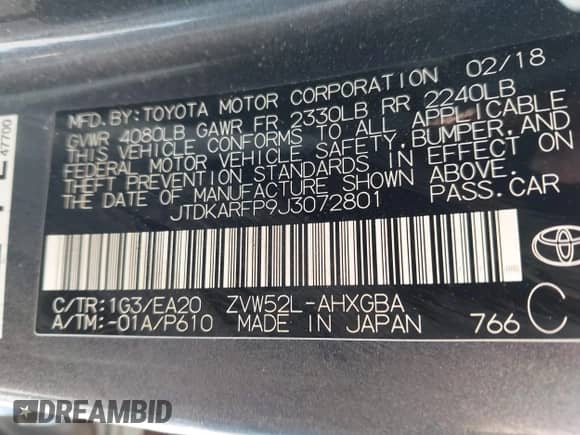 MFD. BY: TOYOTA MOTOR CORPORATION 02/18
GVWR 4080LB GAWR FR 2330LB RR 2240LB
THIS VEHICLE CONFORMS TO ALL APPLICABLE
FEDERAL MOTOR VEHICLE SAFETY, BUMPER, AND
THEFT PREVENTION STANDARDS IN EFFECT ON
THE DATE OF MANUFACTURE SHOWN ABOVE.
JTDKARFP9J3072801 PASS.CAR
C/TR: 1G3/EA20 ZVW52L-AHXGBA
A/TM: -01A/P610 MADE IN JAPAN 766 C
47700
DREAMBID